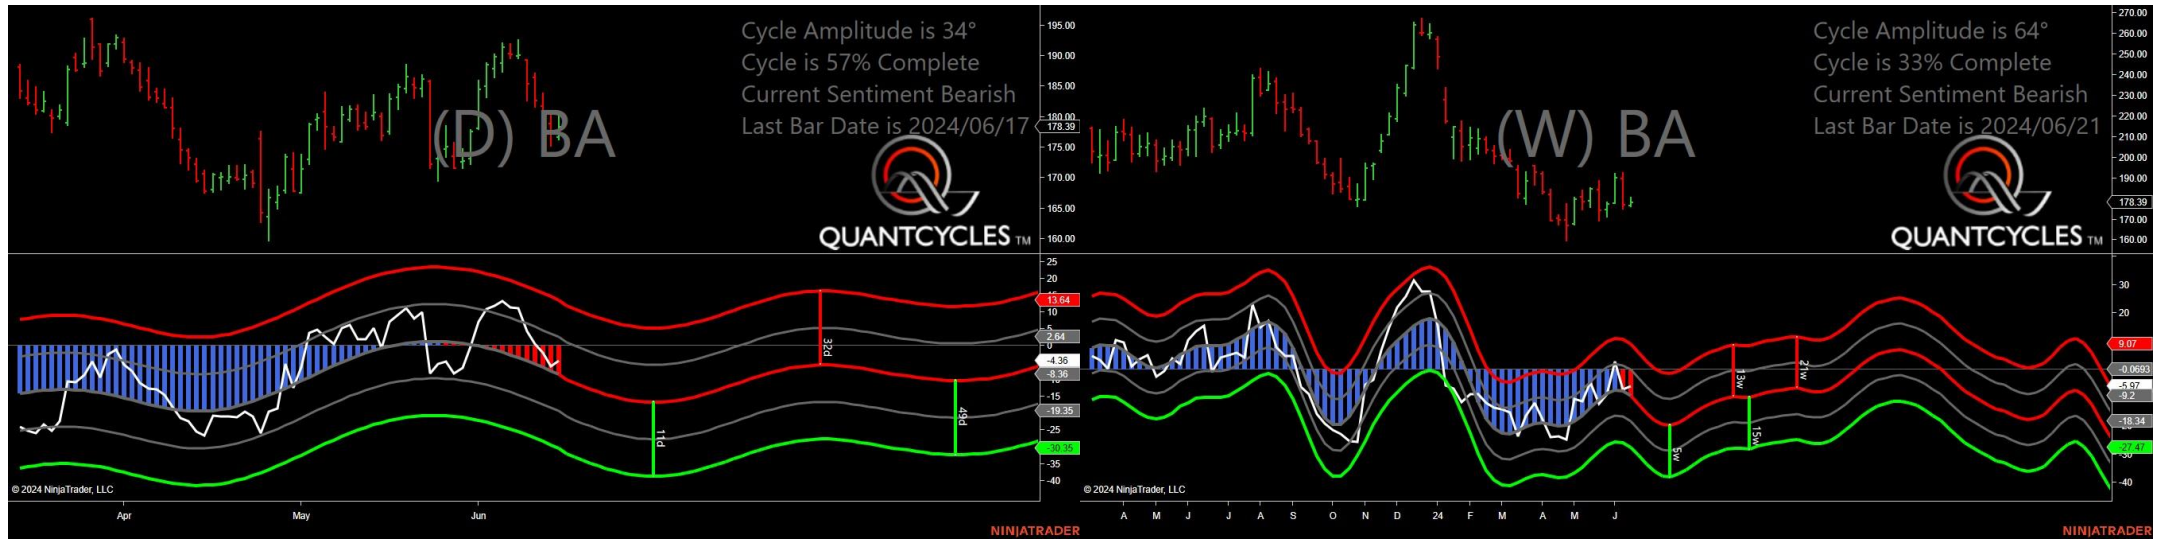 Cycle Amplitude is 34°
Cycle is 57% Complete
Current Sentiment Bearish
Last Bar Date is 2024/06/17
(D) BA
QUANTCYCLES TM
195.00
190.00
185.00
180.00
178.39
175.00
170.00
165.00
160.00
25
20
13.64
10
5
2.64
0
-4.36
-8.36
-10
-15
-19.35
-25
-30.35
-35
-40
32d
11d
49d
© 2024 NinjaTrader, LLC
Apr May Jun
NINJATRADER
Cycle Amplitude is 64°
Cycle is 33% Complete
Current Sentiment Bearish
Last Bar Date is 2024/06/21
(W) BA
QUANTCYCLES TM
270.00
260.00
250.00
240.00
230.00
220.00
210.00
200.00
190.00
178.39
170.00
160.00
30
20
9.07
-0.0693
-5.97
-9.2
-18.34
-27.47
-30
-40
13w
21w
5w
15w
© 2024 NinjaTrader, LLC
A M J J A S O N D 24 F M A M J
NINJATRADER